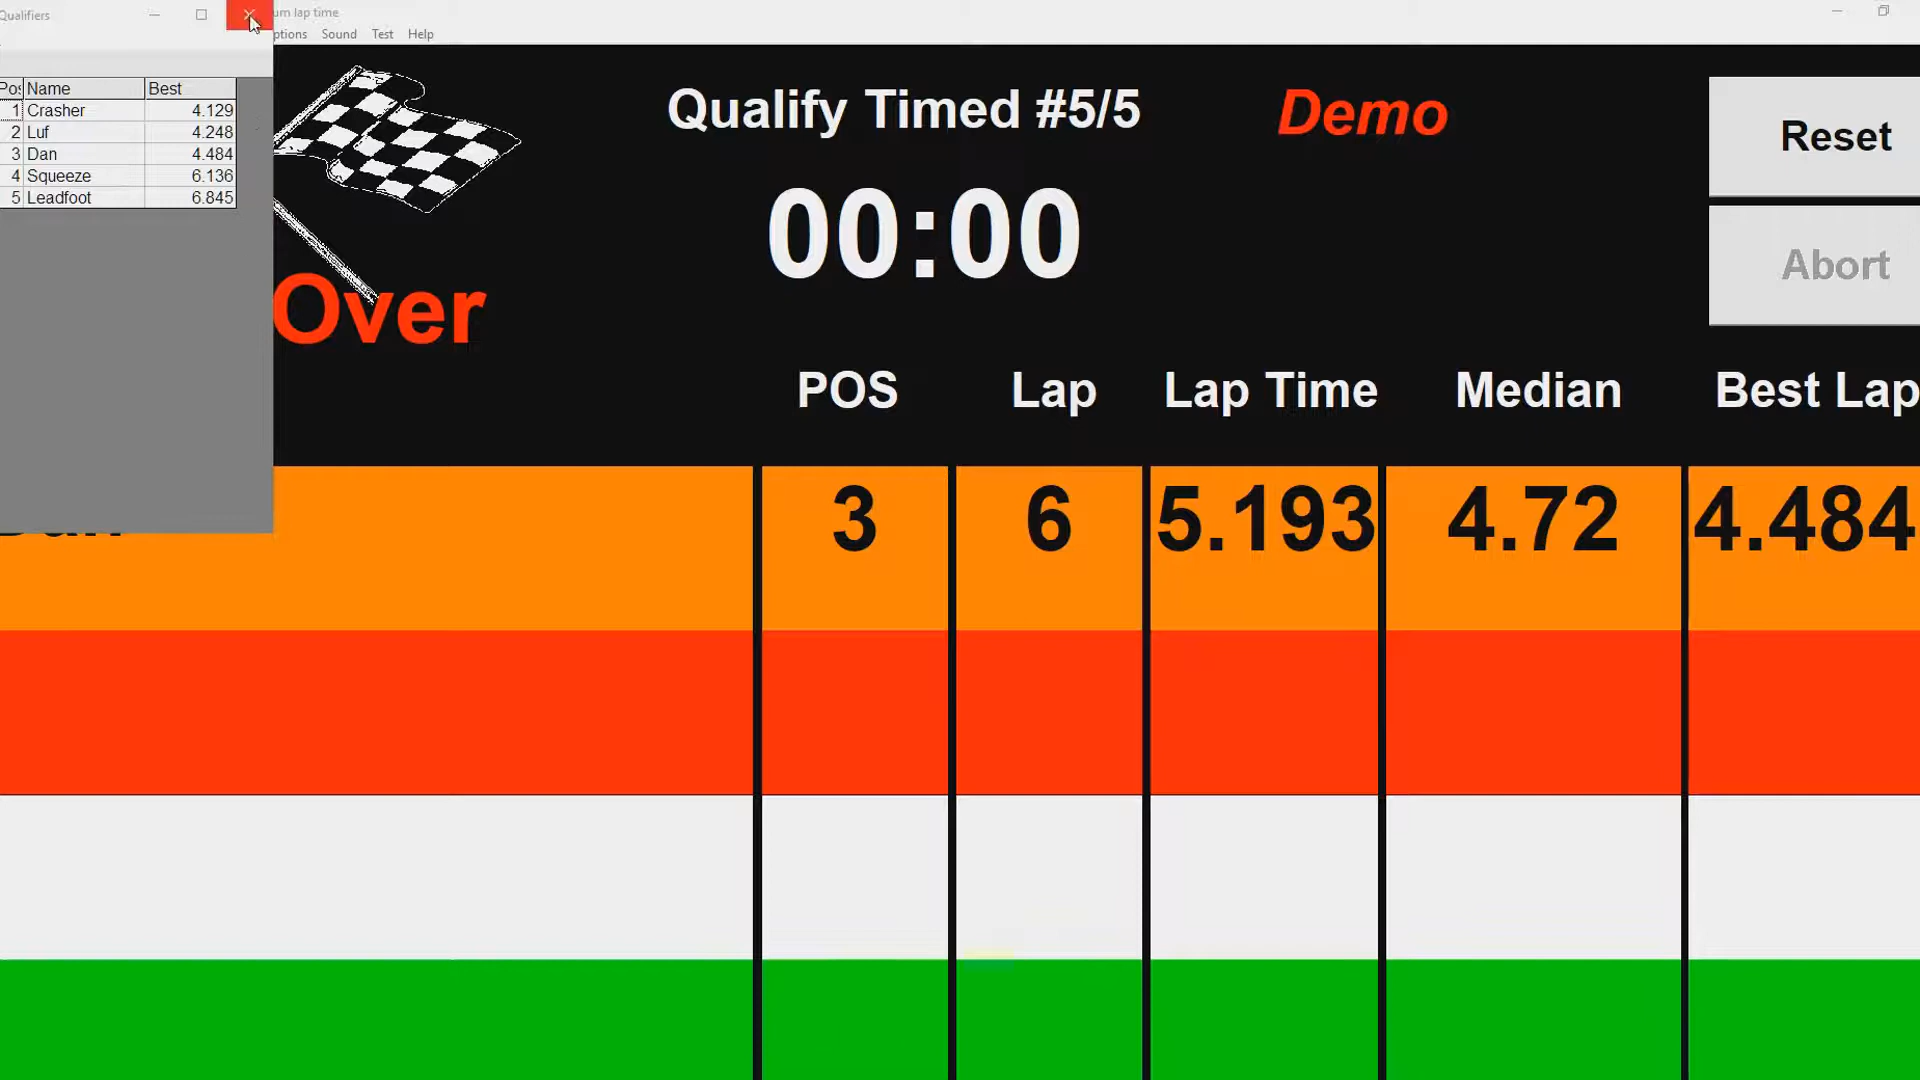 Qualifiers
um lap time
ptions Sound Test Help
Pos Name Best
1 Crasher 4.129
2 Luf 4.248
3 Dan 4.484
4 Squeeze 6.136
5 Leadfoot 6.845
Qualify Timed #5/5
Demo
Reset
00:00
Abort
Over
POS Lap Lap Time Median Best Lap
3 6 5.193 4.72 4.484